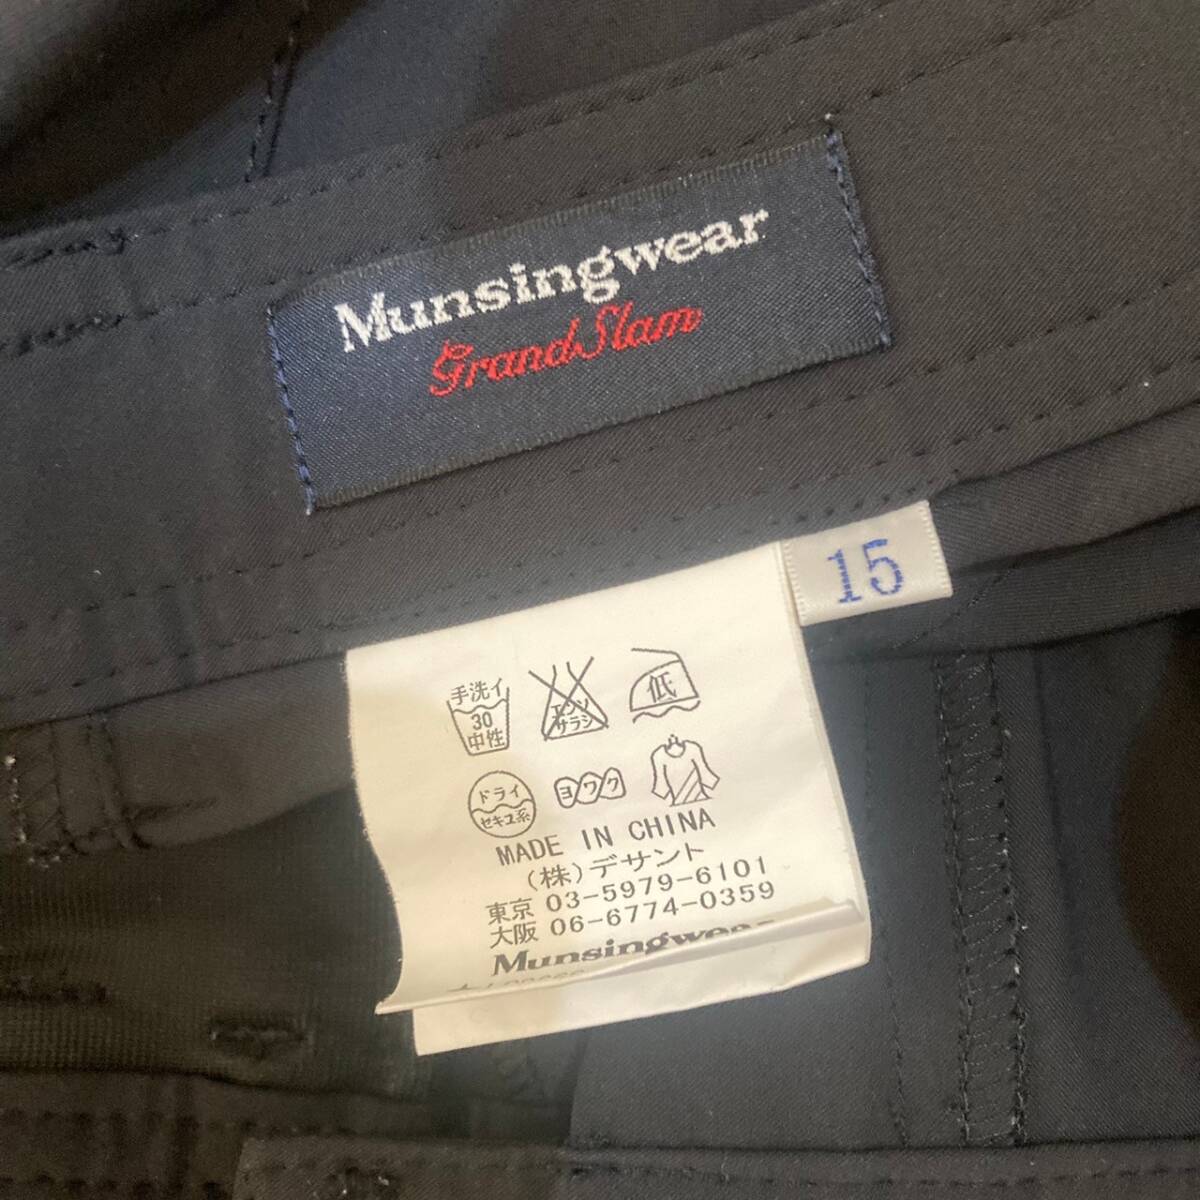 Munsingwear
GrandSlam
15
手洗イ
30
中性
エンソ
サラシ
低
ドライ
セキユ系
ヨワク
MADE IN CHINA
(株)デサント
東京 03-5979-6101
大阪 06-6774-0359
Munsingwear